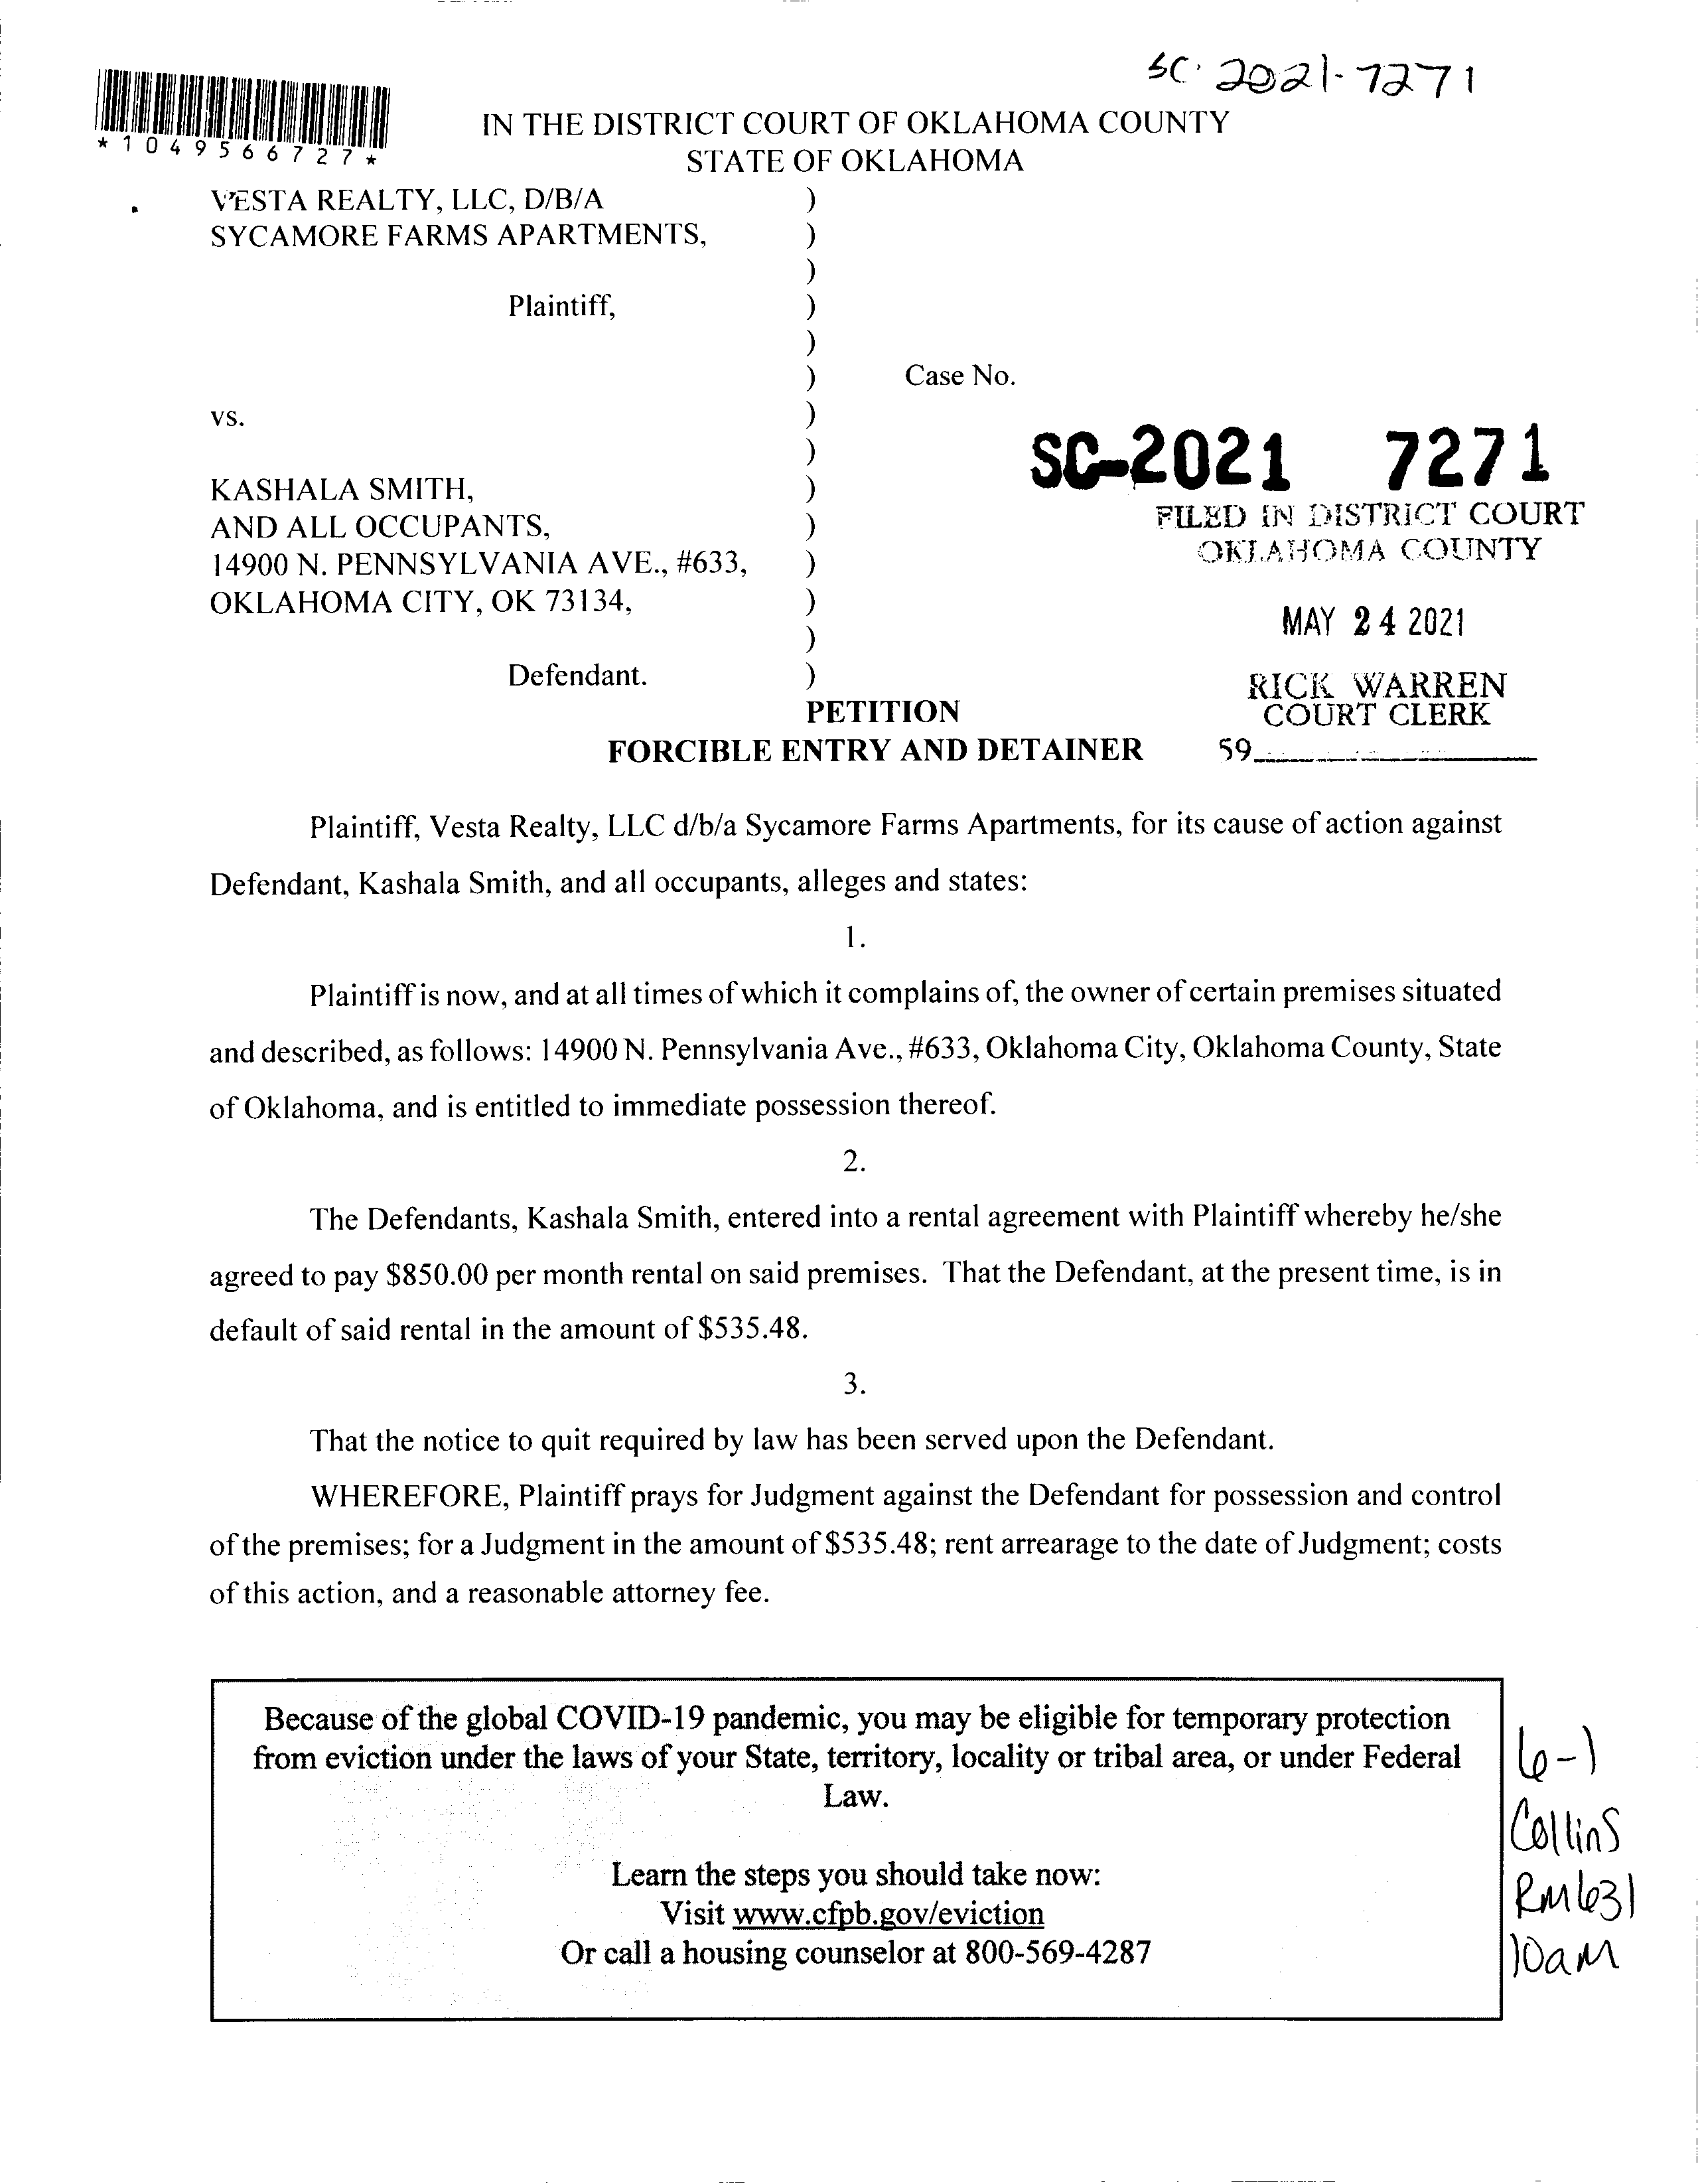 SC. 2021-7271
*1049566727*
IN THE DISTRICT COURT OF OKLAHOMA COUNTY
STATE OF OKLAHOMA
VESTA REALTY, LLC, D/B/A )
SYCAMORE FARMS APARTMENTS, )
)
Plaintiff, )
)
) Case No.
vs. )
) SC-2021 7271
KASHALA SMITH, )
AND ALL OCCUPANTS, ) FILED IN DISTRICT COURT
14900 N. PENNSYLVANIA AVE., #633, ) OKLAHOMA COUNTY
OKLAHOMA CITY, OK 73134, )
) MAY 24 2021
Defendant. ) RICK WARREN
PETITION COURT CLERK
FORCIBLE ENTRY AND DETAINER 59
Plaintiff, Vesta Realty, LLC d/b/a Sycamore Farms Apartments, for its cause of action against
Defendant, Kashala Smith, and all occupants, alleges and states:
1.
Plaintiff is now, and at all times of which it complains of, the owner of certain premises situated
and described, as follows: 14900 N. Pennsylvania Ave., #633, Oklahoma City, Oklahoma County, State
of Oklahoma, and is entitled to immediate possession thereof.
2.
The Defendants, Kashala Smith, entered into a rental agreement with Plaintiff whereby he/she
agreed to pay $850.00 per month rental on said premises. That the Defendant, at the present time, is in
default of said rental in the amount of $535.48.
3.
That the notice to quit required by law has been served upon the Defendant.
WHEREFORE, Plaintiff prays for Judgment against the Defendant for possession and control
of the premises; for a Judgment in the amount of $535.48; rent arrearage to the date of Judgment; costs
of this action, and a reasonable attorney fee.
Because of the global COVID-19 pandemic, you may be eligible for temporary protection
from eviction under the laws of your State, territory, locality or tribal area, or under Federal
Law.
Learn the steps you should take now:
Visit www.cfpb.gov/eviction
Or call a housing counselor at 800-569-4287
6-1
Collins
Rm631
10am